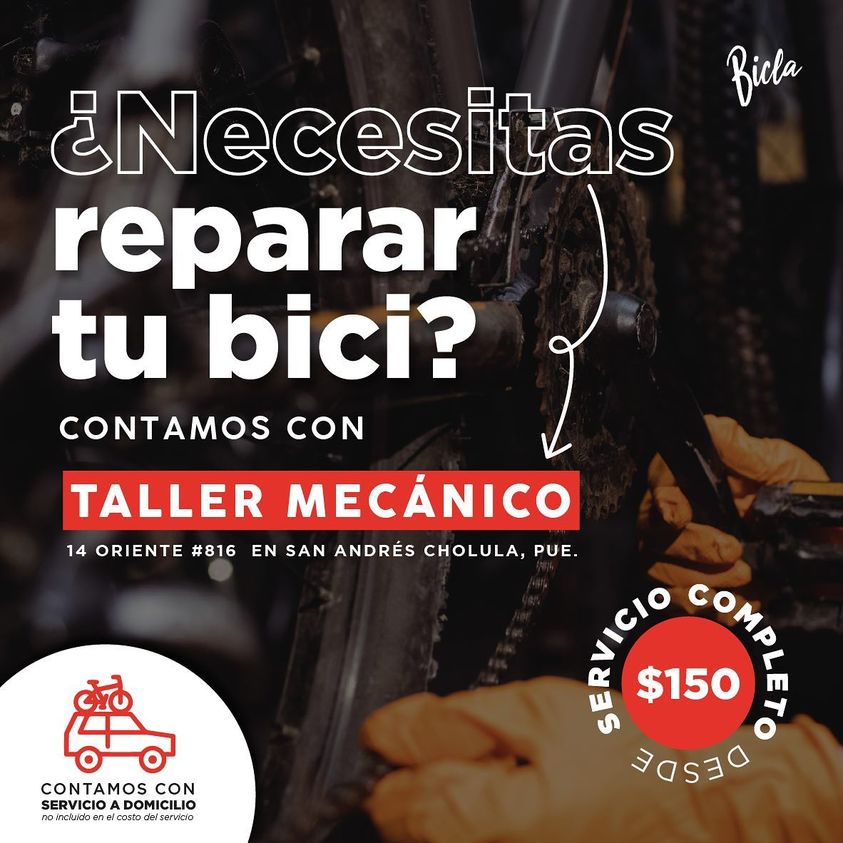 Bicla
¿Necesitas
reparar
tu bici?
CONTAMOS CON
TALLER MECÁNICO
14 ORIENTE #816 EN SAN ANDRÉS CHOLULA, PUE.
SERVICIO COMPLETO
DESDE
$150
CONTAMOS CON
SERVICIO A DOMICILIO
no incluido en el costo del servicio